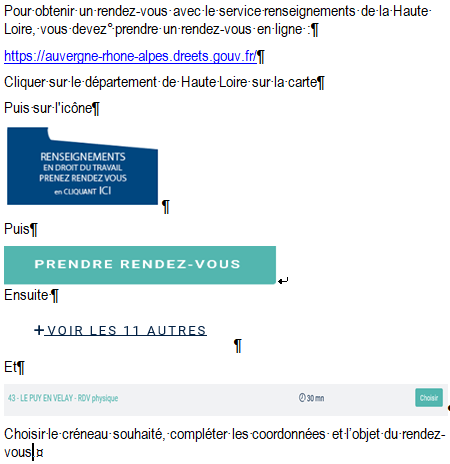 Pour obtenir un rendez-vous avec le service renseignements de la Haute
Loire, vous devez° prendre un rendez-vous en ligne :¶
https://auvergne-rhone-alpes.dreets.gouv.fr/¶
Cliquer sur le département de Haute Loire sur la carte¶
Puis sur l'icône¶
RENSEIGNEMENTS
EN DROIT DU TRAVAIL
PRENEZ RENDEZ VOUS
en CLIQUANT ICI
¶
Puis¶
PRENDRE RENDEZ-VOUS ↵
Ensuite ¶
+VOIR LES 11 AUTRES
¶
Et¶
43 - LE PUY EN VELAY - RDV physique 30 mn Choisir
Choisir le créneau souhaité, compléter les coordonnées et l'objet du rendez-
vous¤